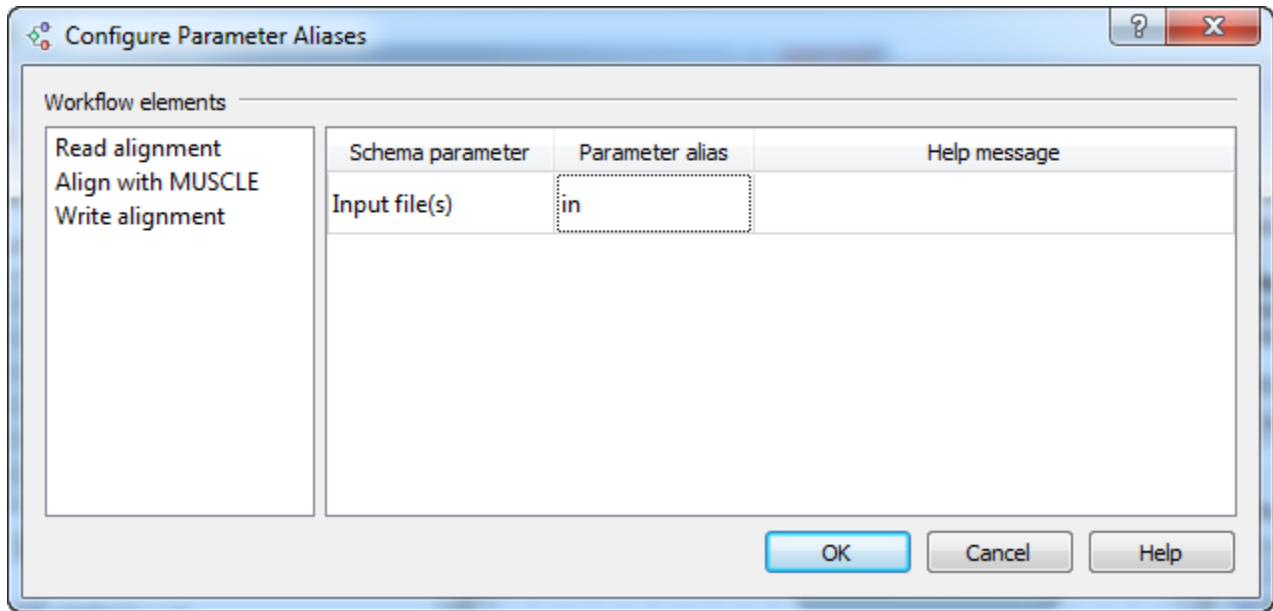 Configure Parameter Aliases
Workflow elements
Read alignment
Align with MUSCLE
Write alignment
Schema parameter Parameter alias Help message
Input file(s) in
OK Cancel Help